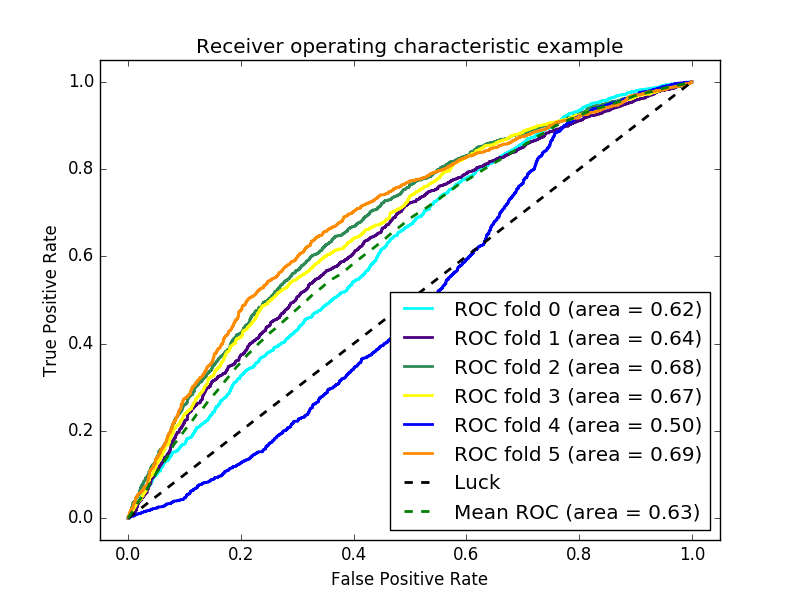 Receiver operating characteristic example
True Positive Rate
1.0
0.8
0.6
0.4
0.2
0.0
ROC fold 0 (area = 0.62)
ROC fold 1 (area = 0.64)
ROC fold 2 (area = 0.68)
ROC fold 3 (area = 0.67)
ROC fold 4 (area = 0.50)
ROC fold 5 (area = 0.69)
Luck
Mean ROC (area = 0.63)
0.0 0.2 0.4 0.6 0.8 1.0
False Positive Rate